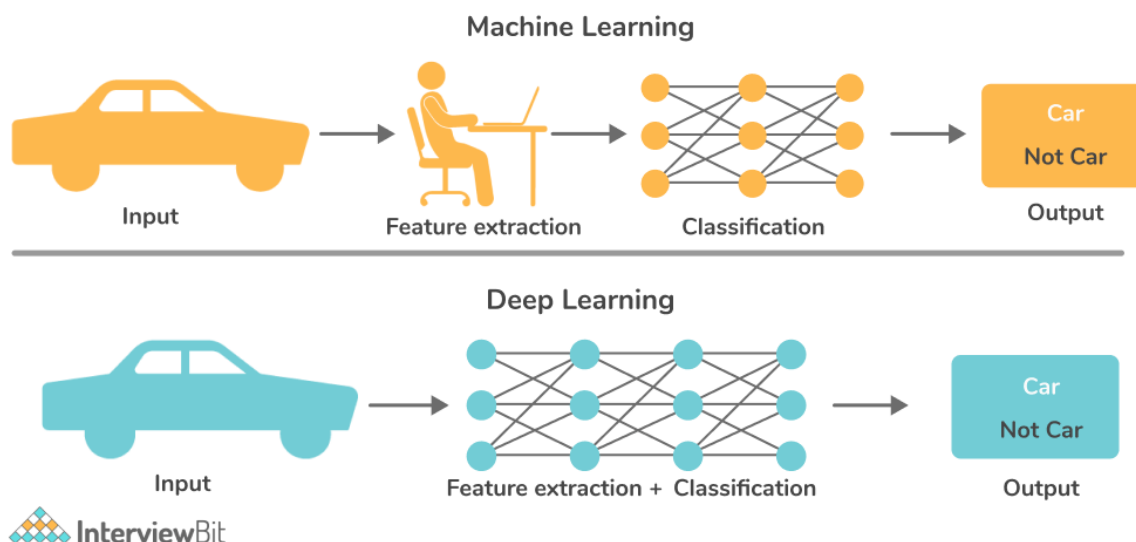 Machine Learning
Input
Feature extraction
Classification
Car
Not Car
Output
Deep Learning
Input
Feature extraction + Classification
Car
Not Car
Output
InterviewBit